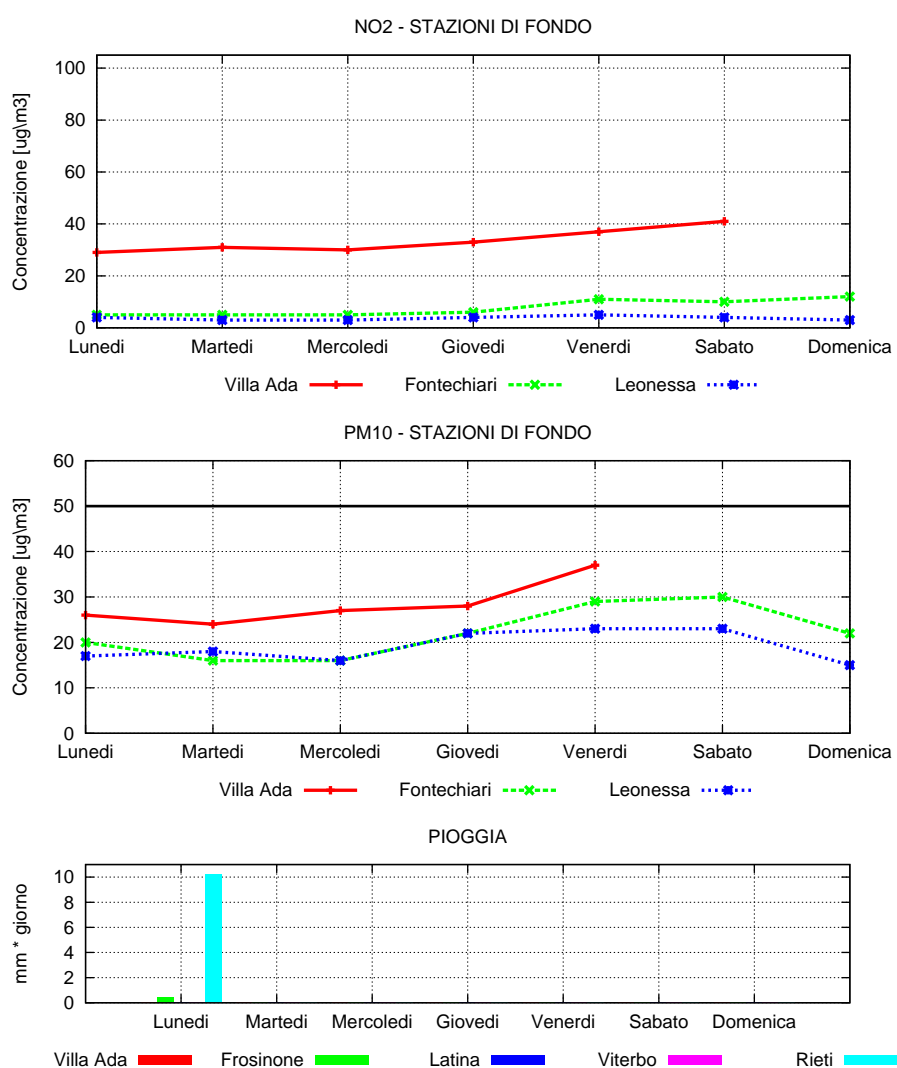 NO2 - STAZIONI DI FONDO
Concentrazione [ug\m3]
100
80
60
40
20
0
Lunedi Martedi Mercoledi Giovedi Venerdi Sabato Domenica
Villa Ada Fontechiari Leonessa
PM10 - STAZIONI DI FONDO
Concentrazione [ug\m3]
60
50
40
30
20
10
0
Lunedi Martedi Mercoledi Giovedi Venerdi Sabato Domenica
Villa Ada Fontechiari Leonessa
PIOGGIA
mm * giorno
10
8
6
4
2
0
Lunedi Martedi Mercoledi Giovedi Venerdi Sabato Domenica
Villa Ada Frosinone Latina Viterbo Rieti